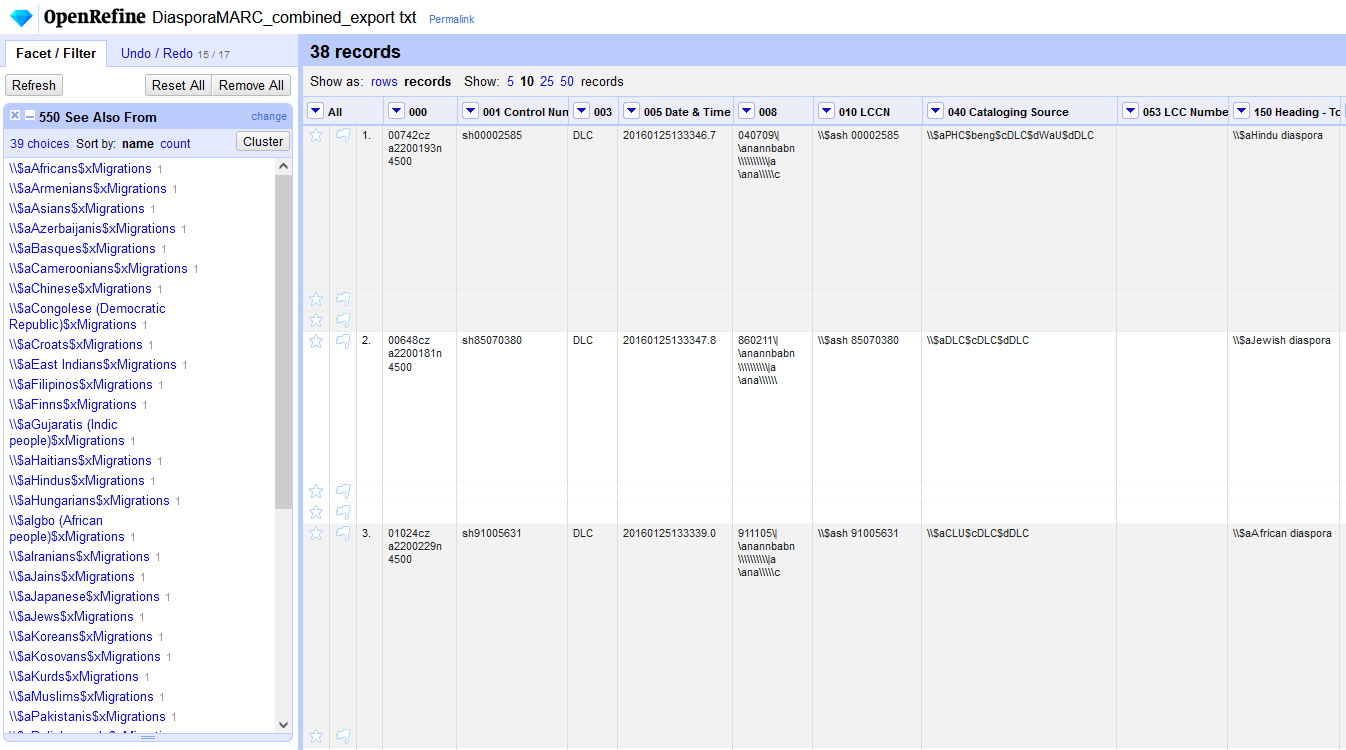 OpenRefine DiasporaMARC_combined_export txt Permalink
Facet / Filter Undo / Redo 15 / 17
Refresh Reset All Remove All
550 See Also From change
39 choices Sort by: name count Cluster
\\$aAfricans$xMigrations 1
\\$aArmenians$xMigrations 1
\\$aAsians$xMigrations 1
\\$aAzerbaijanis$xMigrations 1
\\$aBasques$xMigrations 1
\\$aCameroonians$xMigrations 1
\\$aChinese$xMigrations 1
\\$aCongolese (Democratic
Republic)$xMigrations 1
\\$aCroats$xMigrations 1
\\$aEast Indians$xMigrations 1
\\$aFilipinos$xMigrations 1
\\$aFinns$xMigrations 1
\\$aGujaratis (Indic
people)$xMigrations 1
\\$aHaitians$xMigrations 1
\\$aHindus$xMigrations 1
\\$aHungarians$xMigrations 1
\\$aIgbo (African
people)$xMigrations 1
\\$aIranians$xMigrations 1
\\$aJains$xMigrations 1
\\$aJapanese$xMigrations 1
\\$aJews$xMigrations 1
\\$aKoreans$xMigrations 1
\\$aKosovans$xMigrations 1
\\$aKurds$xMigrations 1
\\$aMuslims$xMigrations 1
\\$aPakistanis$xMigrations 1
38 records
Show as: rows records Show: 5 10 25 50 records
All 000 001 Control Nun 003 005 Date & Time 008 010 LCCN 040 Cataloging Source 053 LCC Numbe 150 Heading - To
1. 00742cz sh00002585 DLC 20160125133346.7 040709\| \\$ash 00002585 \\$aPHC$beng$cDLC$dWaU$dDLC \\$aHindu diaspora
a2200193n \anannbabn
4500 \\\\\\\\\\|a
\ana\\\\\c
2. 00648cz sh85070380 DLC 20160125133347.8 860211\| \\$ash 85070380 \\$aDLC$cDLC$dDLC \\$aJewish diaspora
a2200181n \anannbabn
4500 \\\\\\\\\\|a
\ana\\\\\\
3. 01024cz sh91005631 DLC 20160125133339.0 911105\| \\$ash 91005631 \\$aCLU$cDLC$dDLC \\$aAfrican diaspora
a2200229n \anannbabn
4500 \\\\\\\\\\|a
\ana\\\\\c